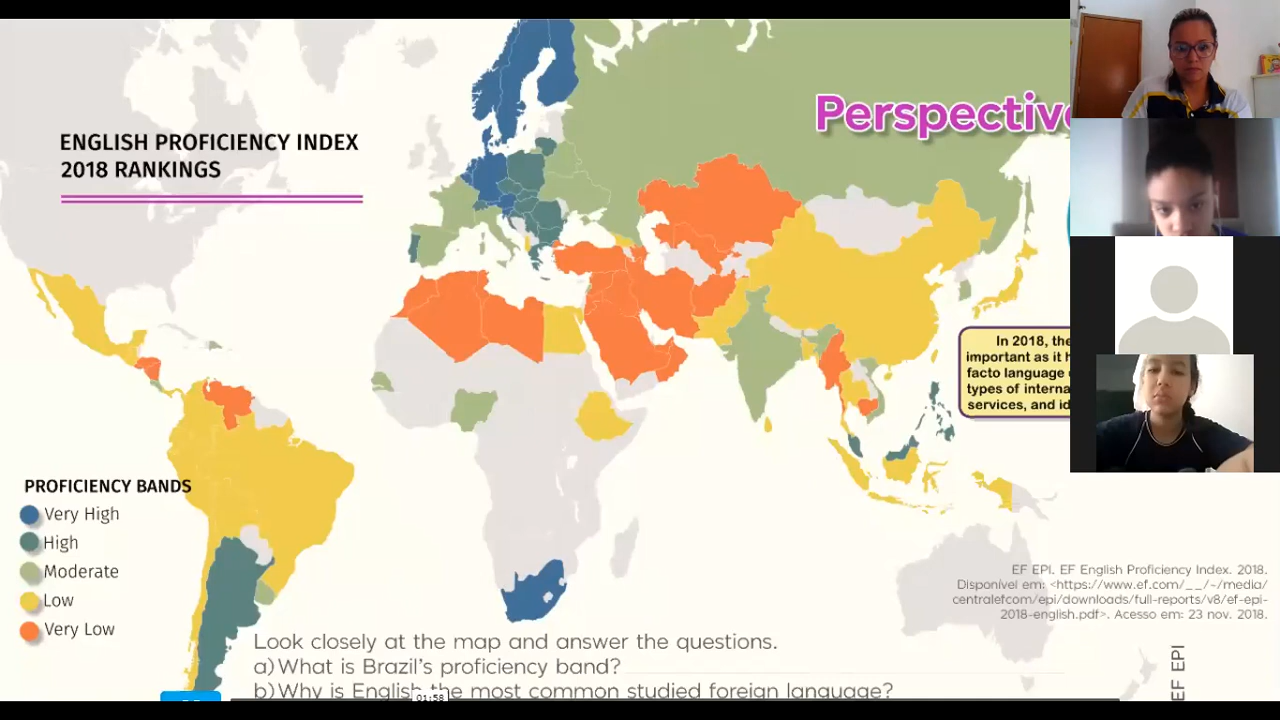 Perspectiv
ENGLISH PROFICIENCY INDEX
2018 RANKINGS
In 2018, the
important as it h
facto language
types of interna
services, and id
PROFICIENCY BANDS
Very High
High
Moderate
Low
Very Low
EF EPI. EF English Proficiency Index. 2018.
Disponível em: <https://www.ef.com/__/~/media/
centralefcom/epi/downloads/full-reports/v8/ef-epi-
2018-english.pdf>. Acesso em: 23 nov. 2018.
EF EPI
Look closely at the map and answer the questions.
a) What is Brazil's proficiency band?
b) Why is English the most common studied foreign language?
01:58